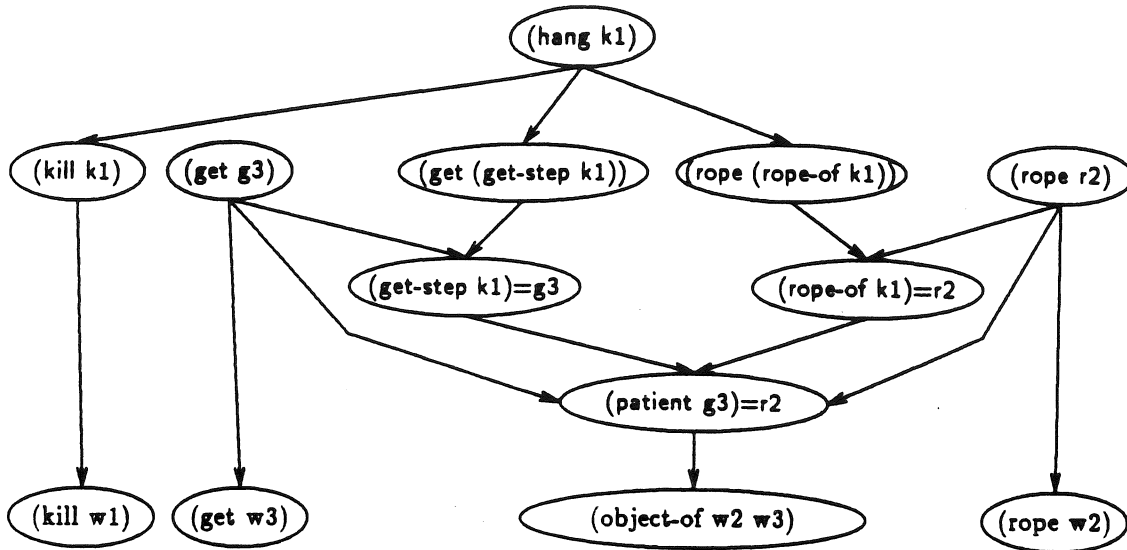 (hang k1)
(kill k1)
(get g3)
(get (get-step k1))
(rope (rope-of k1))
(rope r2)
(get-step k1)=g3
(rope-of k1)=r2
(patient g3)=r2
(kill w1)
(get w3)
(object-of w2 w3)
(rope w2)